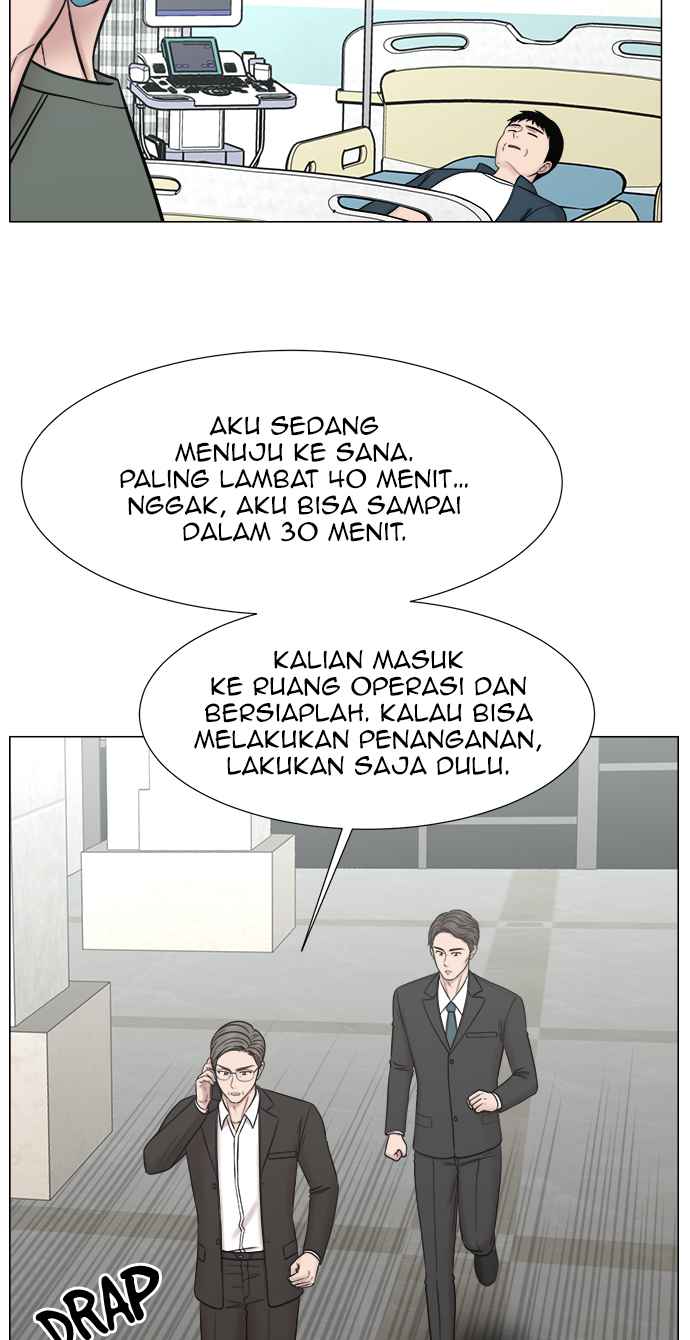 AKU SEDANG
MENUJU KE SANA.
PALING LAMBAT 40 MENIT...
NGGAK, AKU BISA SAMPAI
DALAM 30 MENIT.
KALIAN MASUK
KE RUANG OPERASI DAN
BERSIAPLAH. KALAU BISA
MELAKUKAN PENANGANAN,
LAKUKAN SAJA DULU.
DRAP